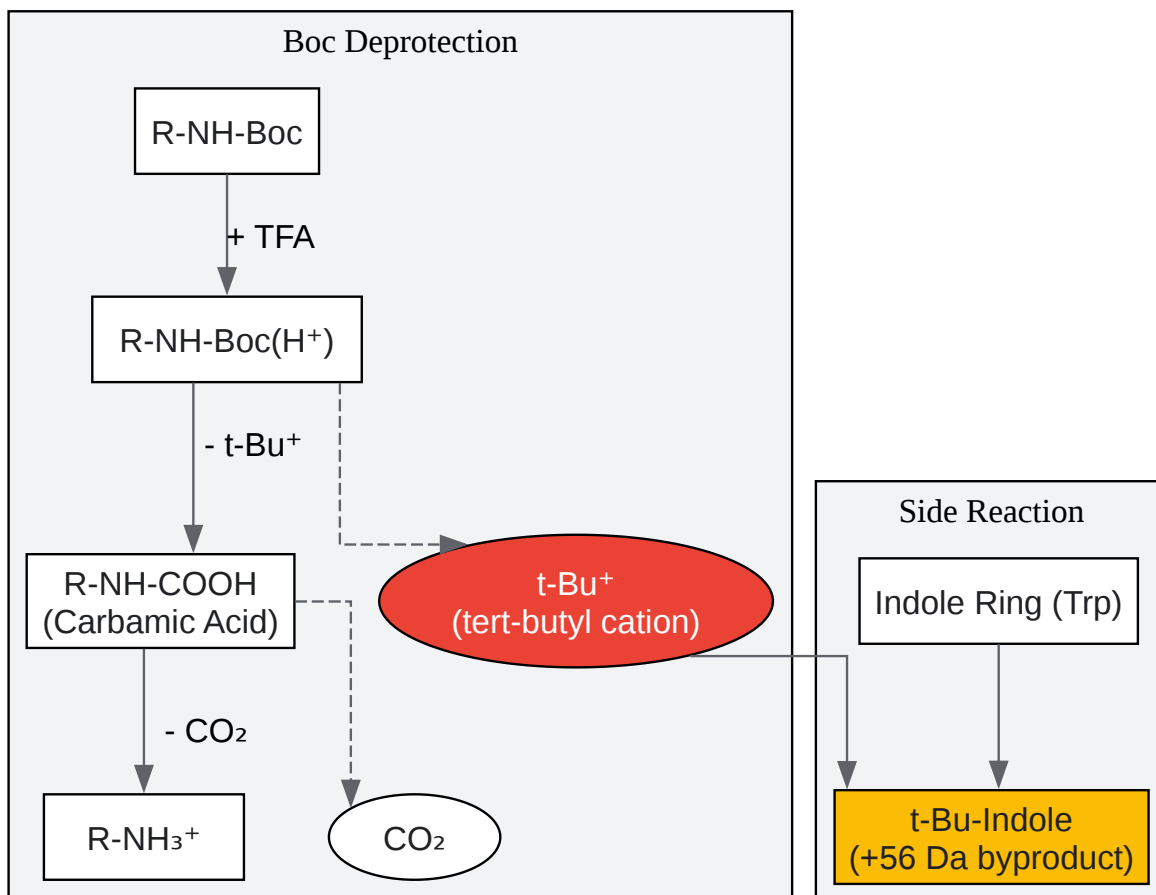 Boc Deprotection
R-NH-Boc
+ TFA
R-NH-Boc(H⁺)
- t-Bu⁺
R-NH-COOH
(Carbamic Acid)
t-Bu⁺
(tert-butyl cation)
- CO₂
R-NH₃⁺
CO₂
Side Reaction
Indole Ring (Trp)
t-Bu-Indole
(+56 Da byproduct)